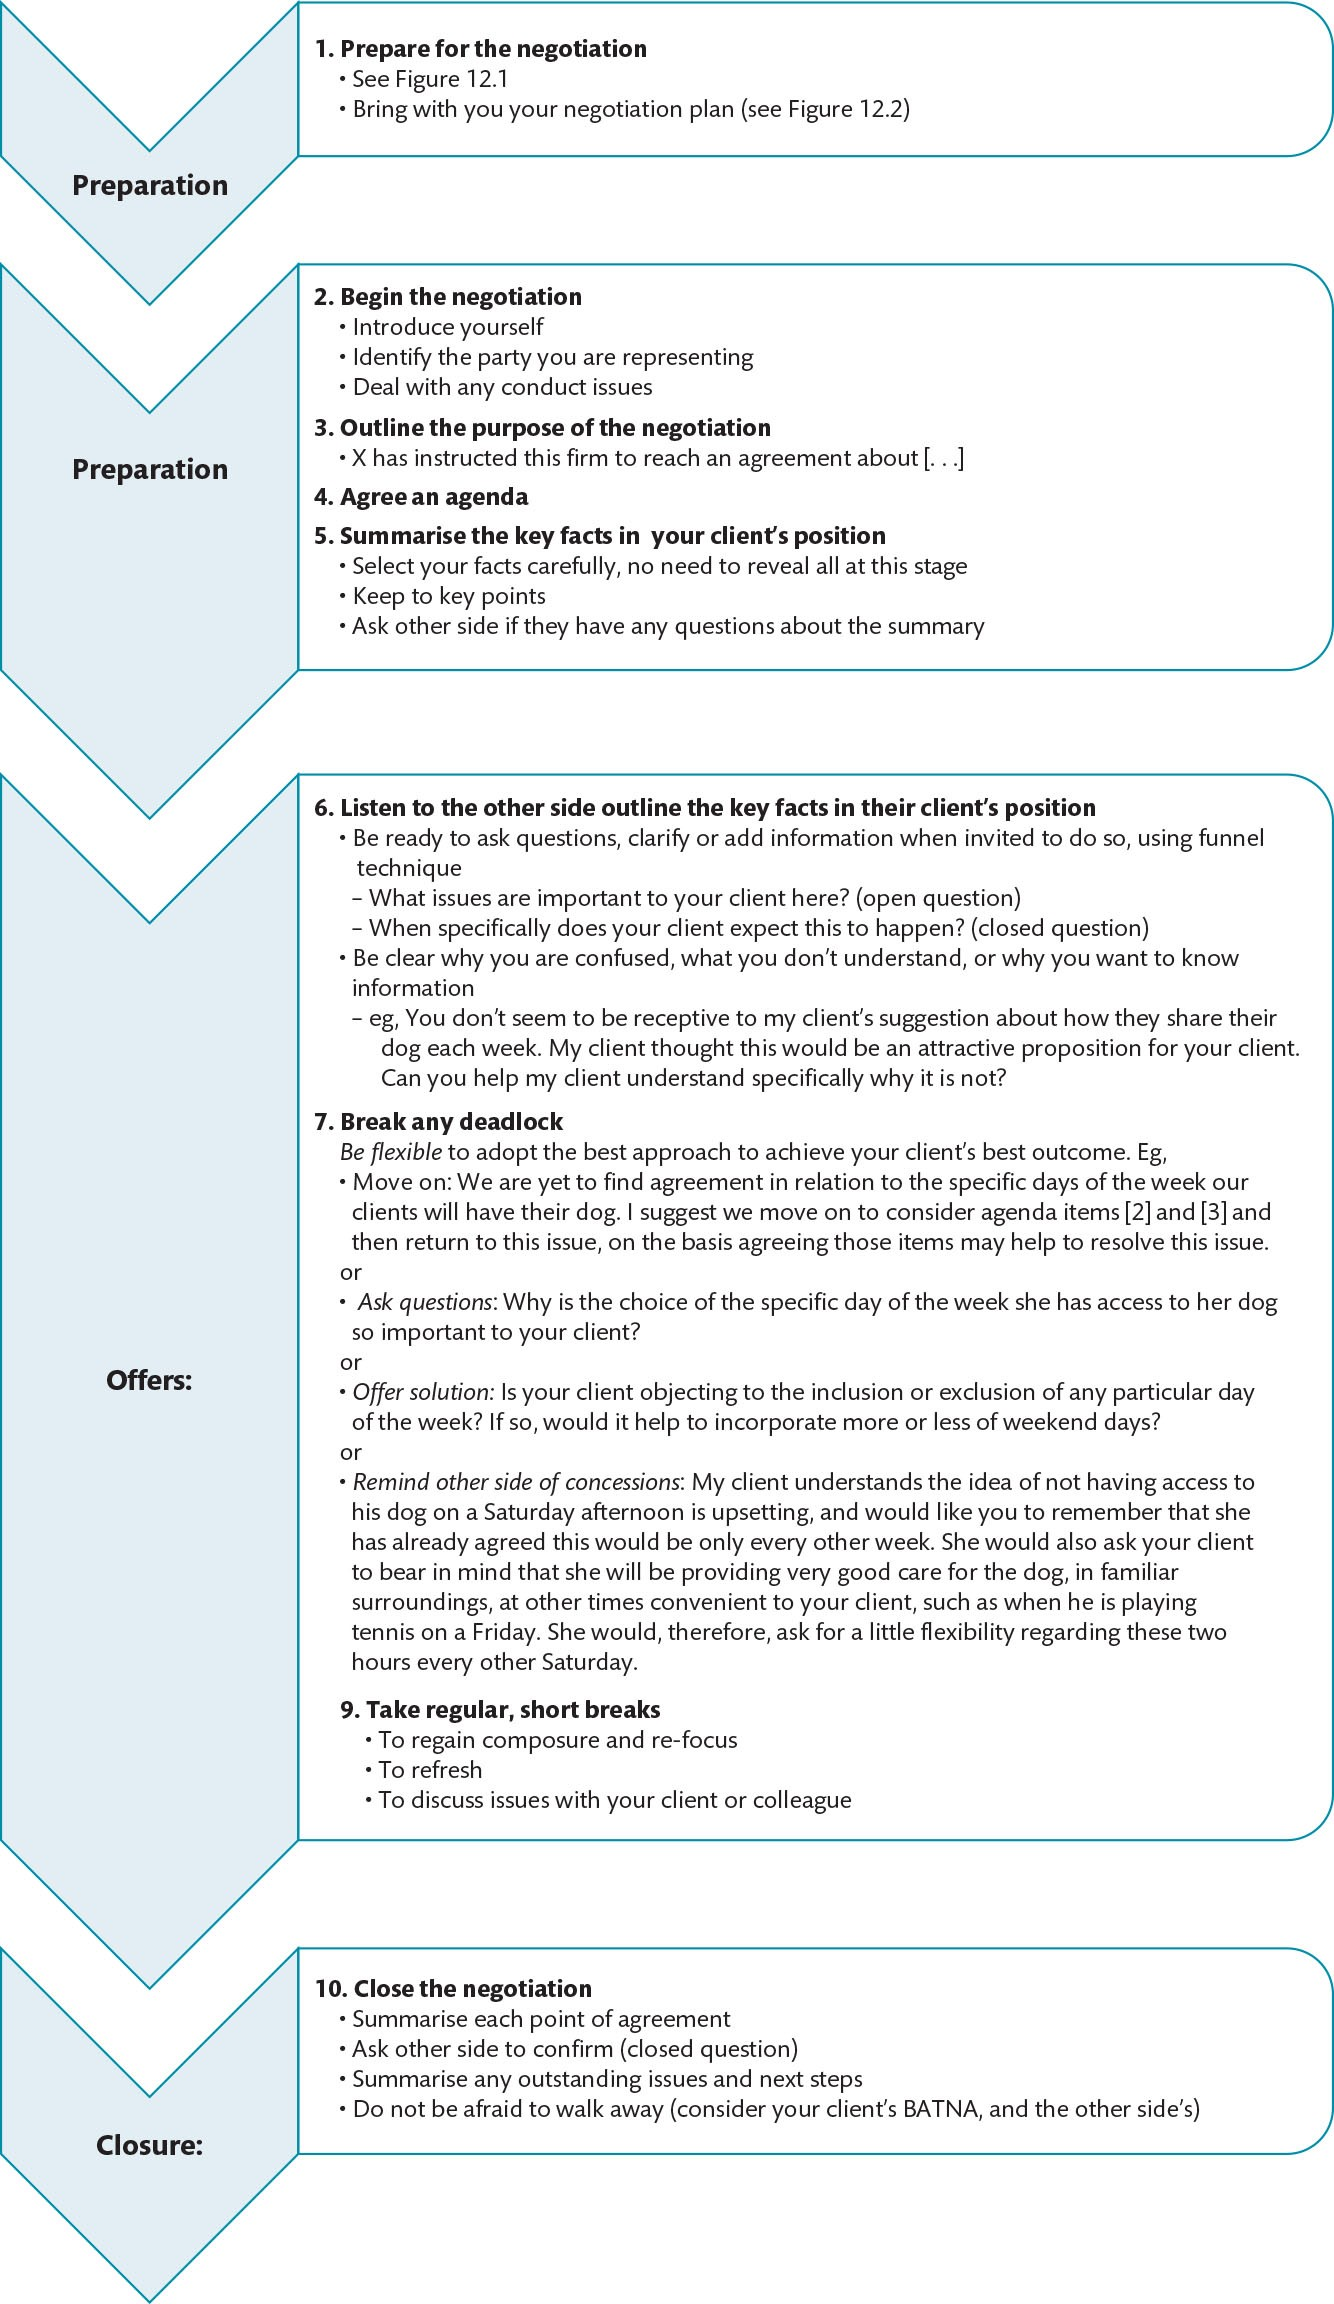 Preparation
1. Prepare for the negotiation
• See Figure 12.1
• Bring with you your negotiation plan (see Figure 12.2)
Preparation
2. Begin the negotiation
• Introduce yourself
• Identify the party you are representing
• Deal with any conduct issues
3. Outline the purpose of the negotiation
• X has instructed this firm to reach an agreement about [. . .]
4. Agree an agenda
5. Summarise the key facts in your client’s position
• Select your facts carefully, no need to reveal all at this stage
• Keep to key points
• Ask other side if they have any questions about the summary
Offers:
6. Listen to the other side outline the key facts in their client’s position
• Be ready to ask questions, clarify or add information when invited to do so, using funnel
technique
– What issues are important to your client here? (open question)
– When specifically does your client expect this to happen? (closed question)
• Be clear why you are confused, what you don’t understand, or why you want to know
information
– eg, You don’t seem to be receptive to my client’s suggestion about how they share their
dog each week. My client thought this would be an attractive proposition for your client.
Can you help my client understand specifically why it is not?
7. Break any deadlock
Be flexible to adopt the best approach to achieve your client’s best outcome. Eg,
• Move on: We are yet to find agreement in relation to the specific days of the week our
clients will have their dog. I suggest we move on to consider agenda items [2] and [3] and
then return to this issue, on the basis agreeing those items may help to resolve this issue.
or
• Ask questions: Why is the choice of the specific day of the week she has access to her dog
so important to your client?
or
• Offer solution: Is your client objecting to the inclusion or exclusion of any particular day
of the week? If so, would it help to incorporate more or less of weekend days?
or
• Remind other side of concessions: My client understands the idea of not having access to
his dog on a Saturday afternoon is upsetting, and would like you to remember that she
has already agreed this would be only every other week. She would also ask your client
to bear in mind that she will be providing very good care for the dog, in familiar
surroundings, at other times convenient to your client, such as when he is playing
tennis on a Friday. She would, therefore, ask for a little flexibility regarding these two
hours every other Saturday.
9. Take regular, short breaks
• To regain composure and re-focus
• To refresh
• To discuss issues with your client or colleague
Closure:
10. Close the negotiation
• Summarise each point of agreement
• Ask other side to confirm (closed question)
• Summarise any outstanding issues and next steps
• Do not be afraid to walk away (consider your client’s BATNA, and the other side’s)